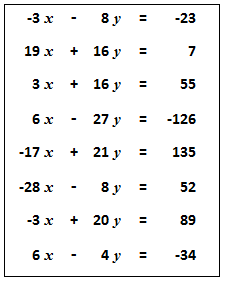 -3 x - 8 y = -23
19 x + 16 y = 7
3 x + 16 y = 55
6 x - 27 y = -126
-17 x + 21 y = 135
-28 x - 8 y = 52
-3 x + 20 y = 89
6 x - 4 y = -34